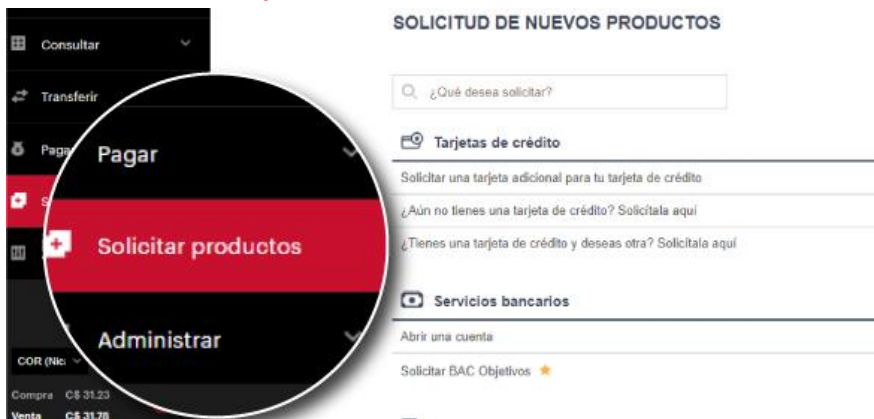 Consultar
Transferir
Pagar
Solicitar productos
Administrar
COR (Nic:
Compra C$ 31.23
Venta C$ 31.78
SOLICITUD DE NUEVOS PRODUCTOS
¿Qué desea solicitar?
Tarjetas de crédito
Solicitar una tarjeta adicional para tu tarjeta de crédito
¿Aún no tienes una tarjeta de crédito? Solicítala aquí
¿Tienes una tarjeta de crédito y deseas otra? Solicítala aquí
Servicios bancarios
Abrir una cuenta
Solicitar BAC Objetivos